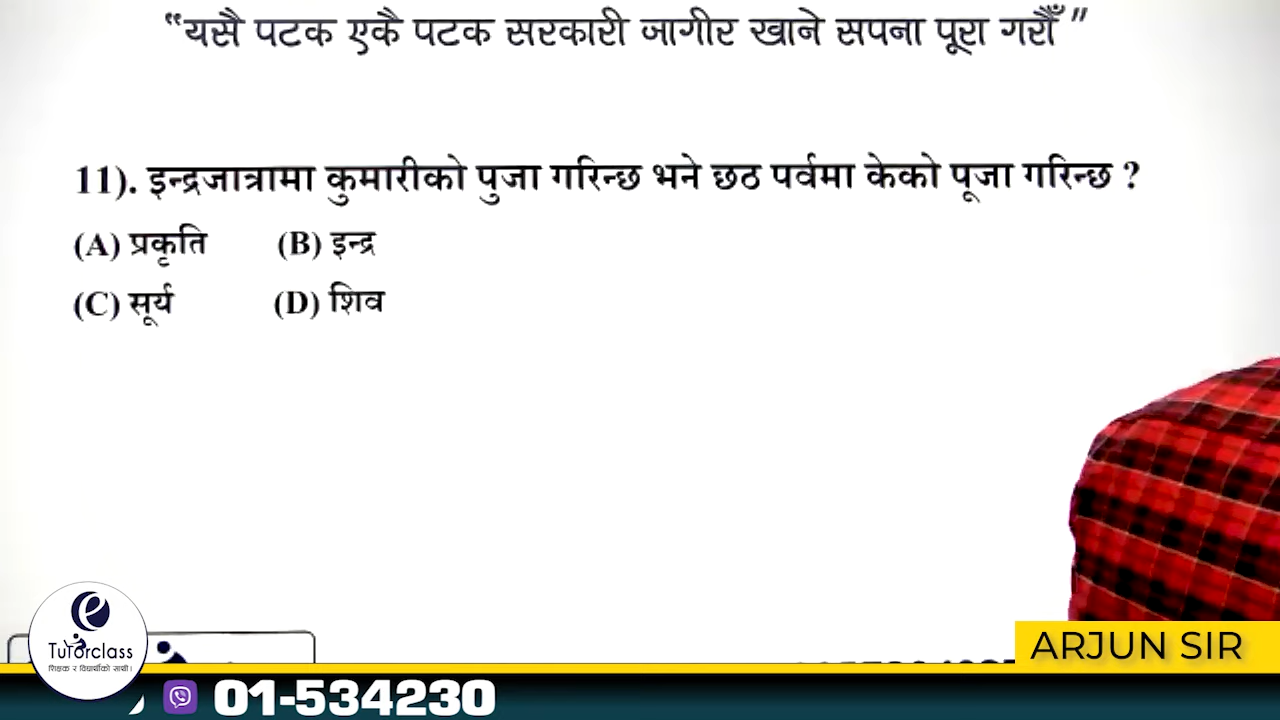 “यसै पटक एकै पटक सरकारी जागीर खाने सपना पूरा गरौँ”
11). इन्द्रजात्रामा कुमारीको पुजा गरिन्छ भने छठ पर्वमा केको पूजा गरिन्छ ?
(A) प्रकृति (B) इन्द्र
(C) सूर्य (D) शिव
ARJUN SIR
e
Tutorclass
शिक्षक र विद्यार्थीको साथी।
01-534230